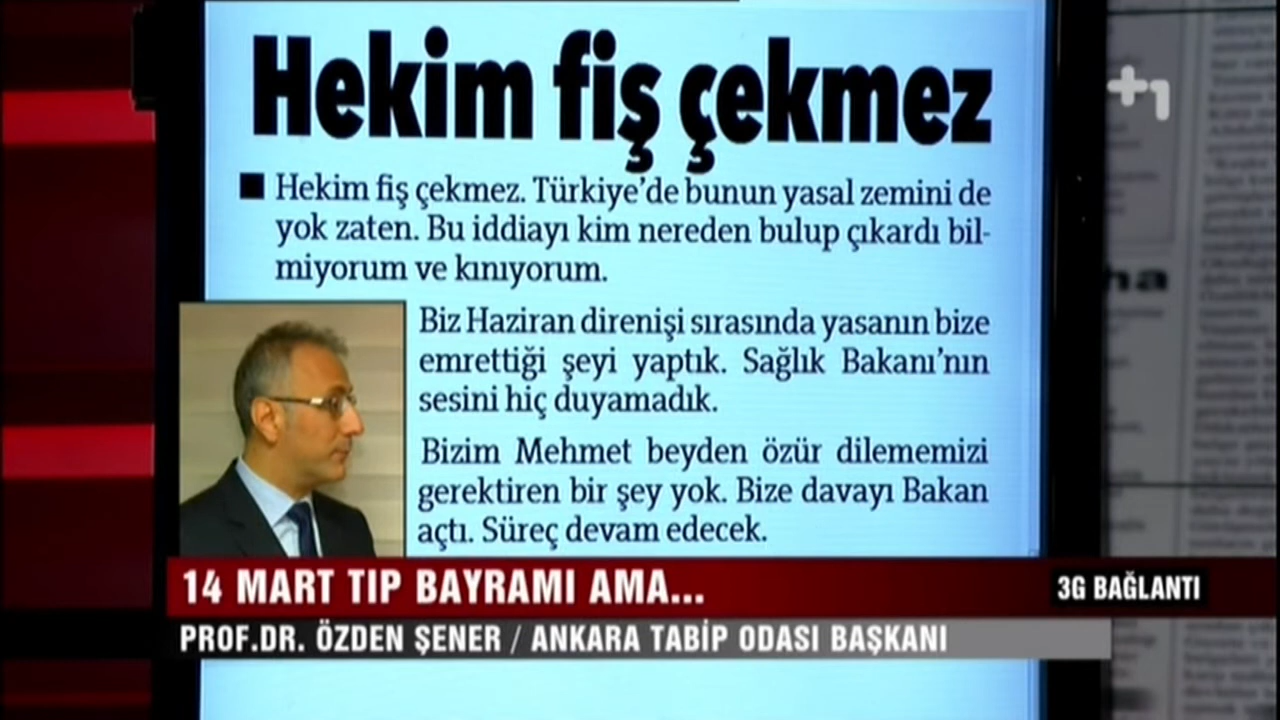 Hekim fiş çekmez
+1
■ Hekim fiş çekmez. Türkiye'de bunun yasal zemini de
yok zaten. Bu iddiayı kim nereden bulup çıkardı bil-
miyorum ve kınıyorum.
Biz Haziran direnişi sırasında yasanın bize
emrettiği şeyi yaptık. Sağlık Bakanı'nın
sesini hiç duyamadık.
Bizim Mehmet beyden özür dilememizi
gerektiren bir şey yok. Bize davayı Bakan
açtı. Süreç devam edecek.
14 MART TIP BAYRAMI AMA...
3G BAĞLANTI
PROF.DR. ÖZDEN ŞENER / ANKARA TABİP ODASI BAŞKANI